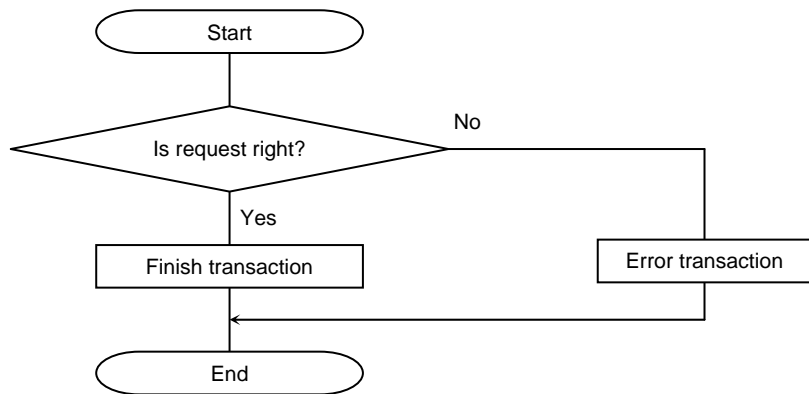 Start
Is request right?
No
Yes
Finish transaction
Error transaction
End